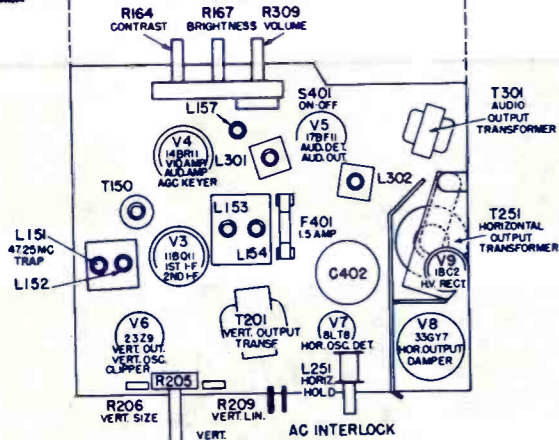 R164
CONTRAST
R167
BRIGHTNESS
R309
VOLUME
L157
S401
ON-OFF
T301
AUDIO
OUTPUT
TRANSFORMER
V4
14BR11
VID.AMP
AUD.AMP
AGC KEYER
L301
V5
17BF11
AUD. DET.
AUD. OUT.
L302
T150
L151
47.25 MC
TRAP
L152
V3
11BQ11
1ST I-F
2ND I-F
L153
L154
F401
1.5 AMP
C402
T251
HORIZONTAL
OUTPUT
TRANSFORMER
V9
1BC2
H.V. RECT.
V6
23Z9
VERT. OUT.
VERT. OSC.
CLIPPER
T201
VERT. OUTPUT
TRANSF
V7
8LT8
HOR. OSC. DET.
V8
33GY7
HOR. OUTPUT
DAMPER
R205
L251
HORIZ.
HOLD
R206
VERT. SIZE
R209
VERT. LIN.
VERT.
AC INTERLOCK